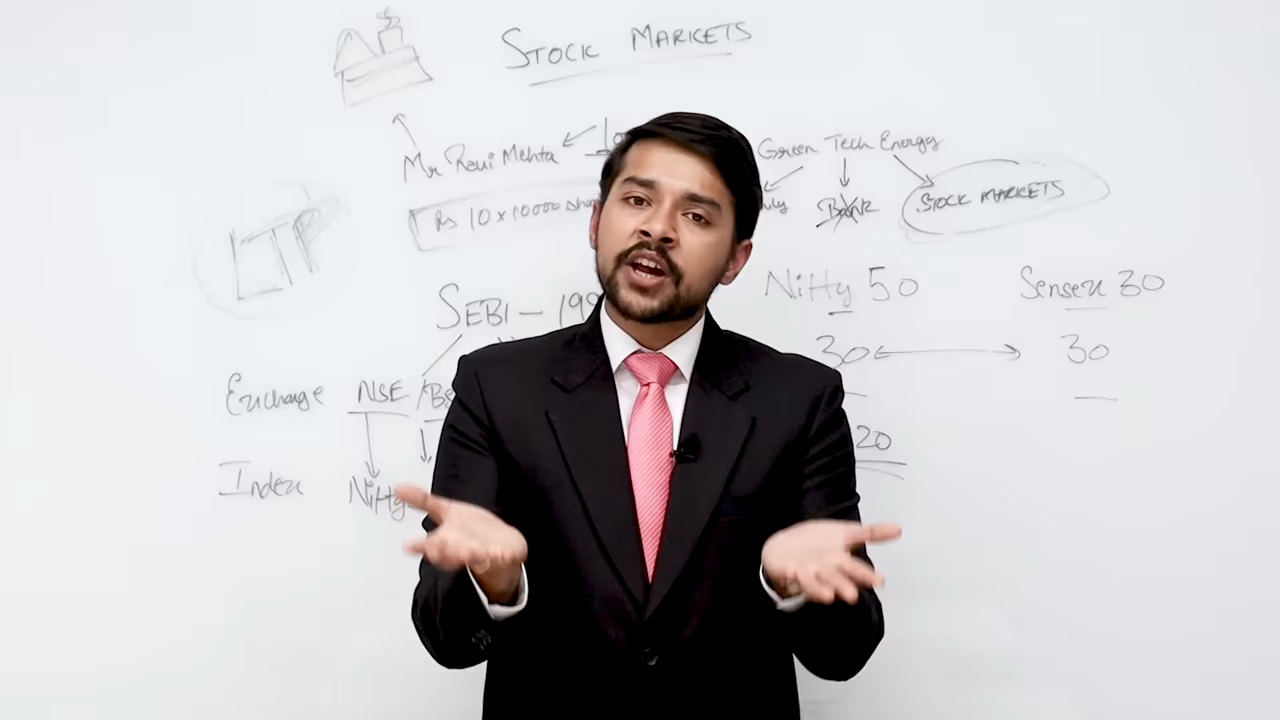 STOCK MARKETS
Mr Ravi Mehta
Green Tech Energy
Rs 10 x 10000
BANK
STOCK MARKETS
LTP
SEBI -
Nifty 50
Sensex 30
30
30
Exchange NSE /
20
Index Nifty